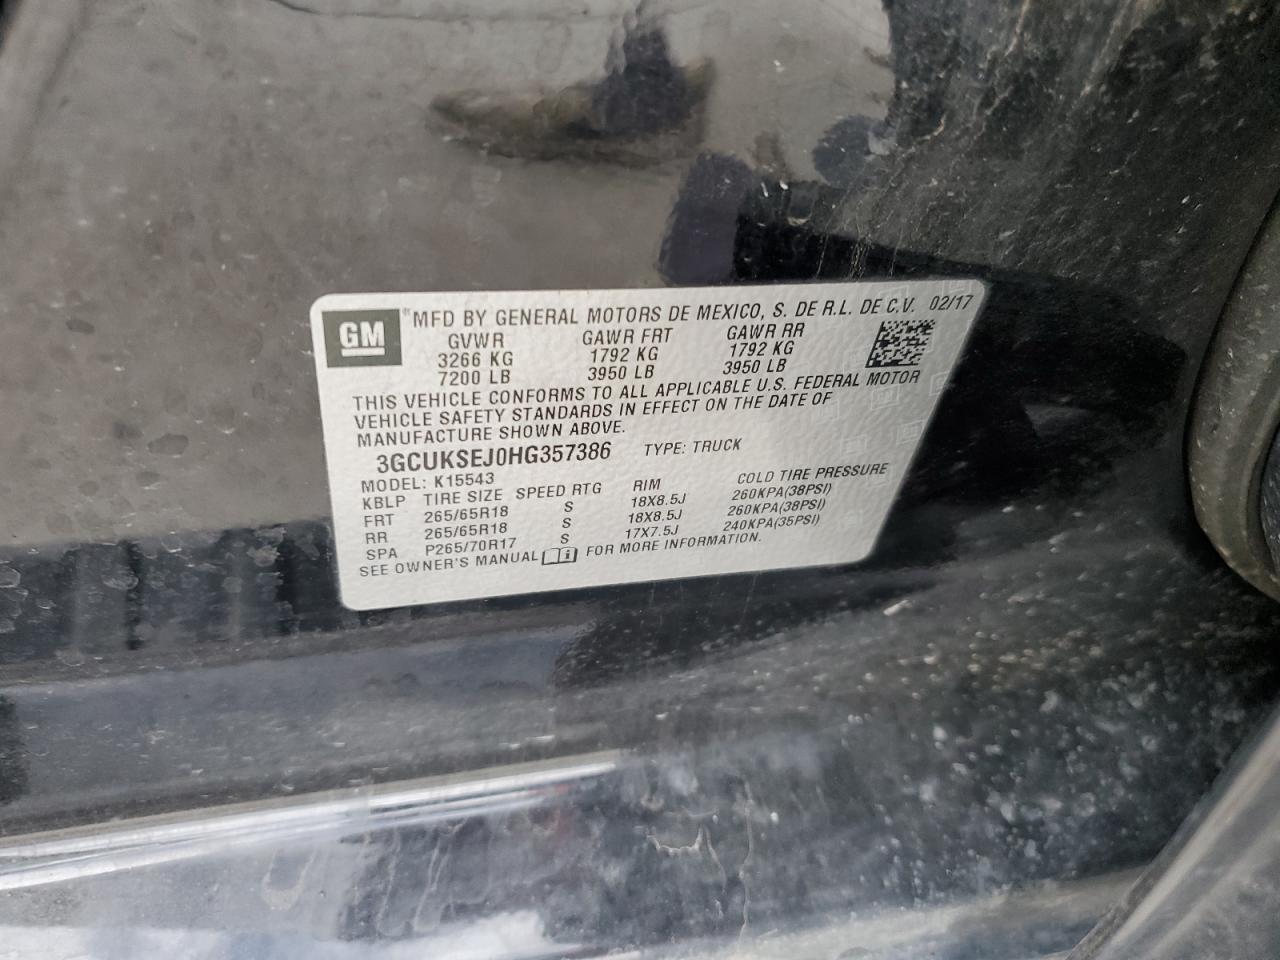 GM ® MFD BY GENERAL MOTORS DE MEXICO, S. DE R.L. DE C.V. 02/17
GVWR GAWR FRT GAWR RR
3266 KG 1792 KG 1792 KG
7200 LB 3950 LB 3950 LB
THIS VEHICLE CONFORMS TO ALL APPLICABLE U.S. FEDERAL MOTOR
VEHICLE SAFETY STANDARDS IN EFFECT ON THE DATE OF
MANUFACTURE SHOWN ABOVE.
3GCUKSEJ0HG357386 TYPE: TRUCK
MODEL: K15543
KBLP TIRE SIZE SPEED RTG RIM COLD TIRE PRESSURE
FRT 265/65R18 S 18X8.5J 260KPA(38PSI)
RR 265/65R18 S 18X8.5J 260KPA(38PSI)
SPA P265/70R17 S 17X7.5J 240KPA(35PSI)
SEE OWNER'S MANUAL FOR MORE INFORMATION.